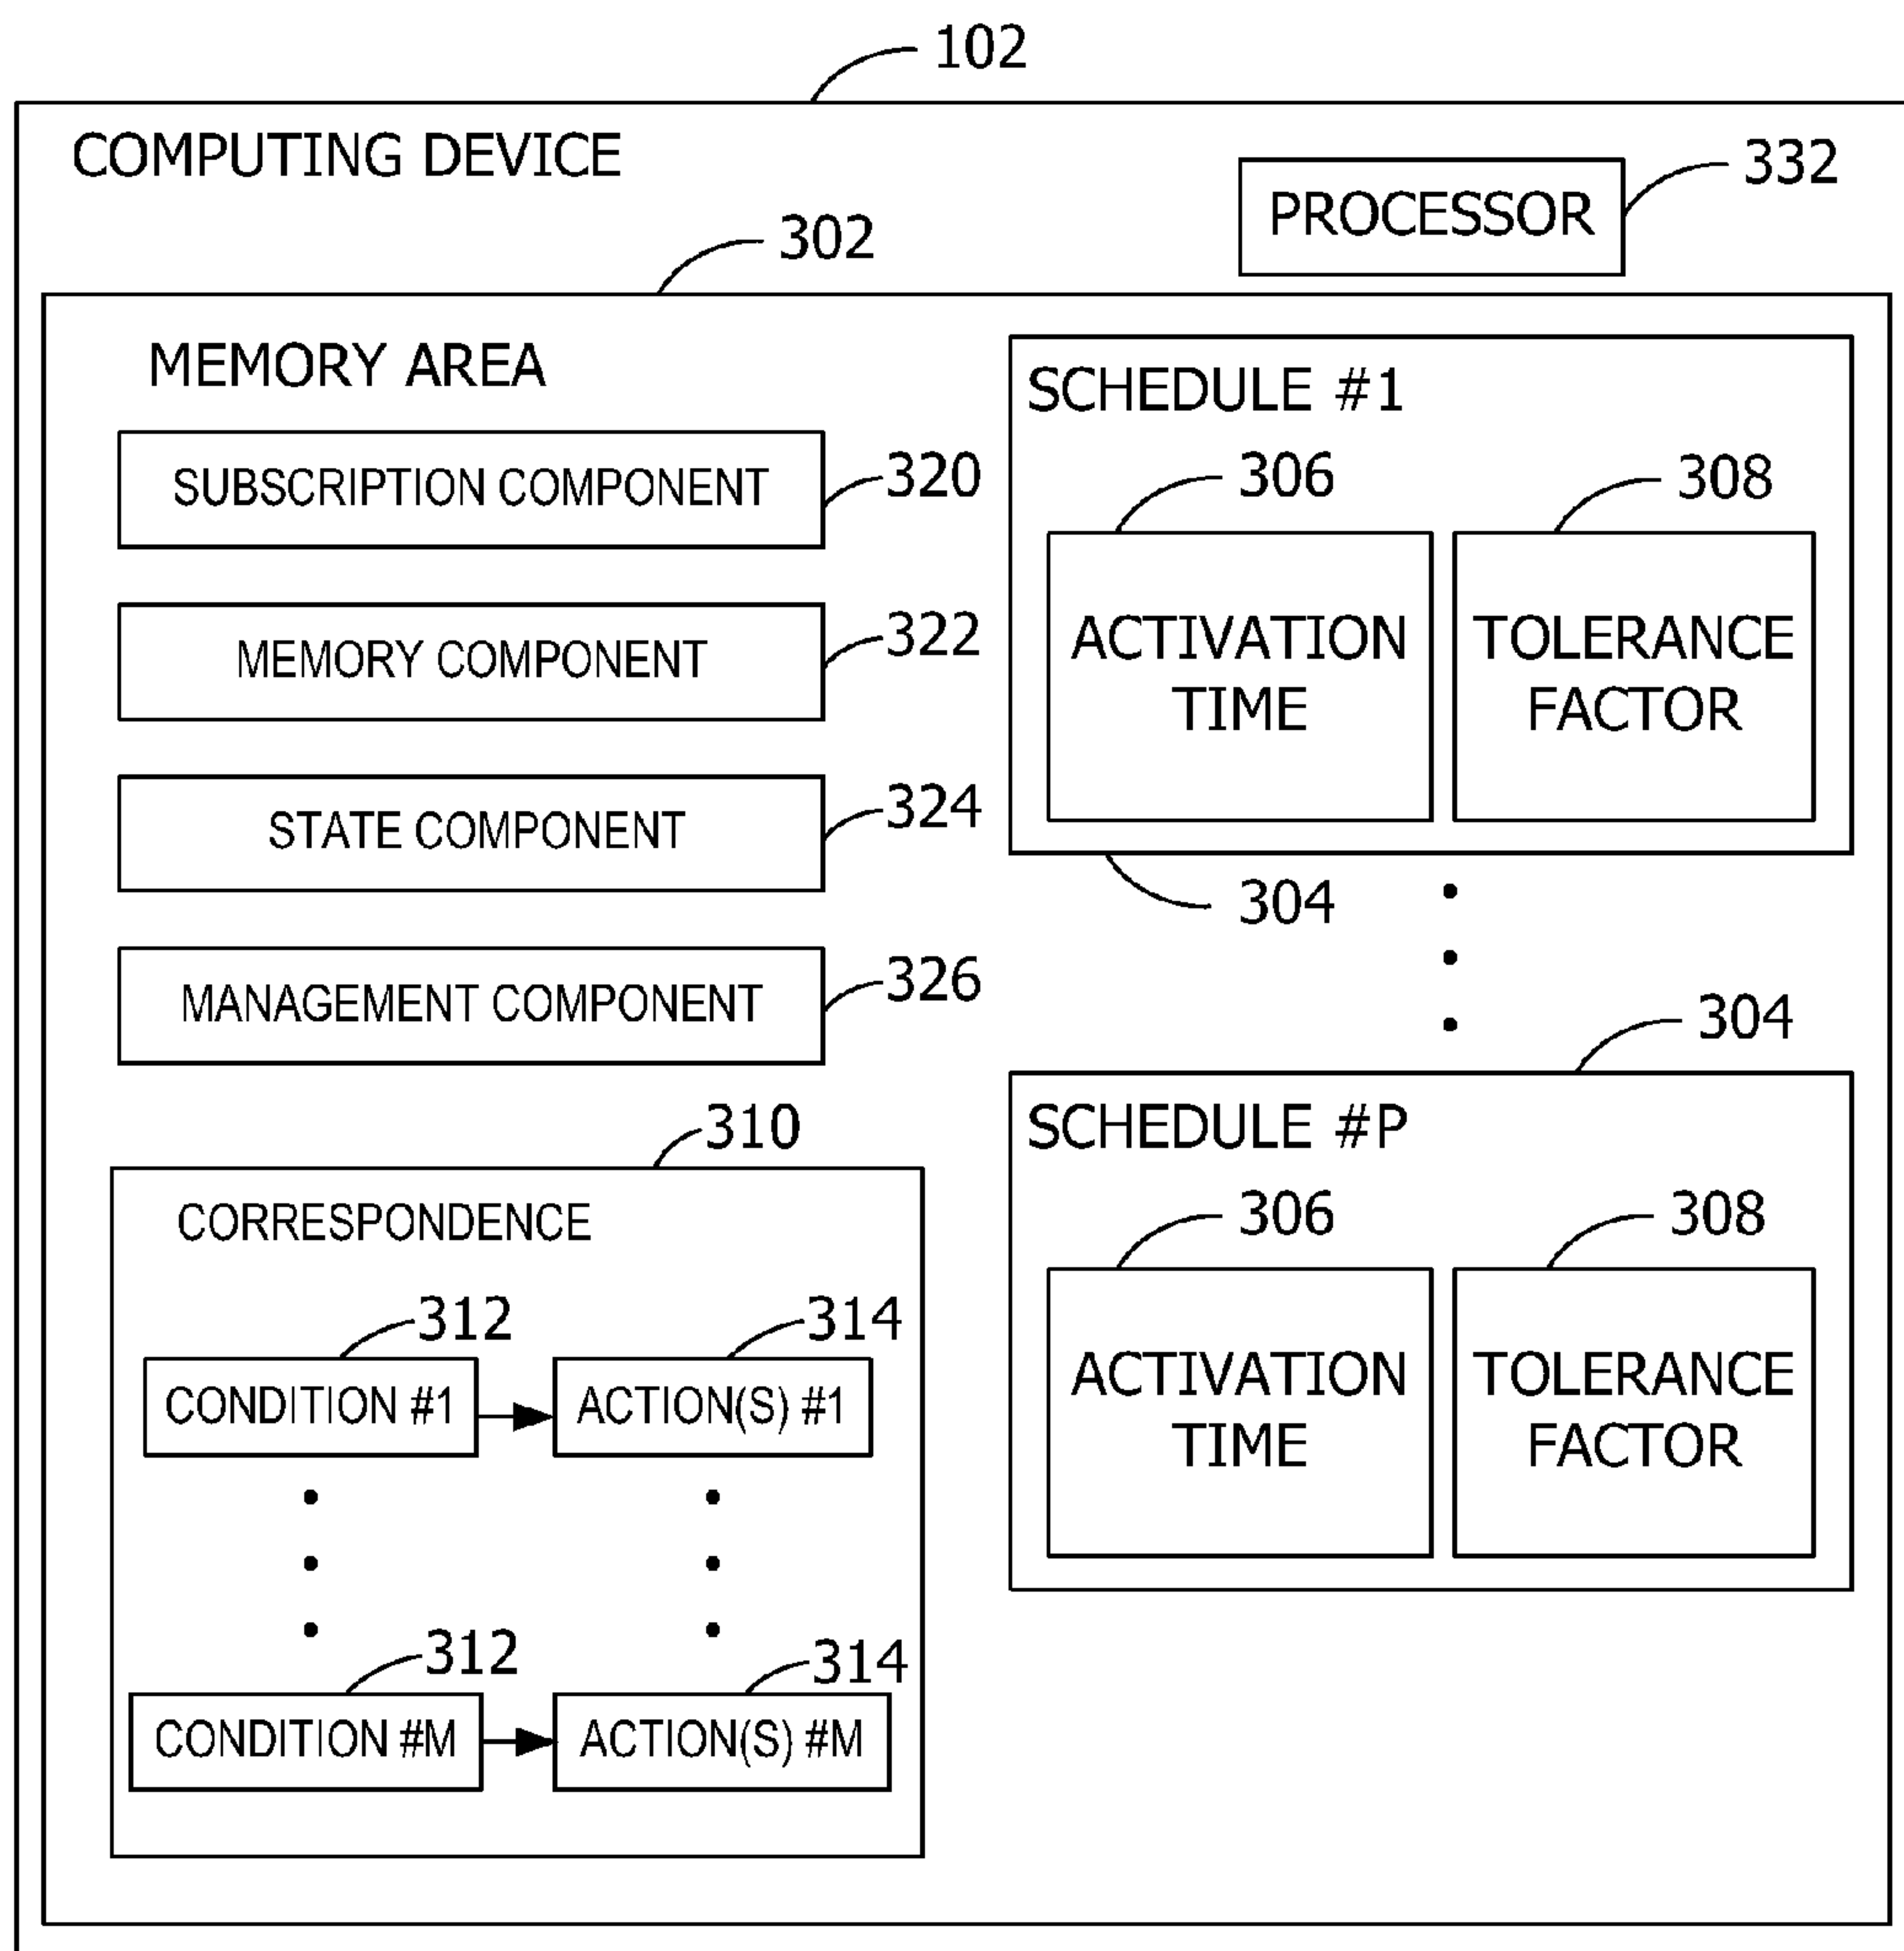 102
COMPUTING DEVICE
332
PROCESSOR
302
MEMORY AREA
SUBSCRIPTION COMPONENT
320
MEMORY COMPONENT
322
STATE COMPONENT
324
MANAGEMENT COMPONENT
326
310
CORRESPONDENCE
312
314
CONDITION #1
ACTION(S) #1
312
314
CONDITION #M
ACTION(S) #M
SCHEDULE #1
306
308
ACTIVATION
TIME
TOLERANCE
FACTOR
304
304
SCHEDULE #P
306
308
ACTIVATION
TIME
TOLERANCE
FACTOR